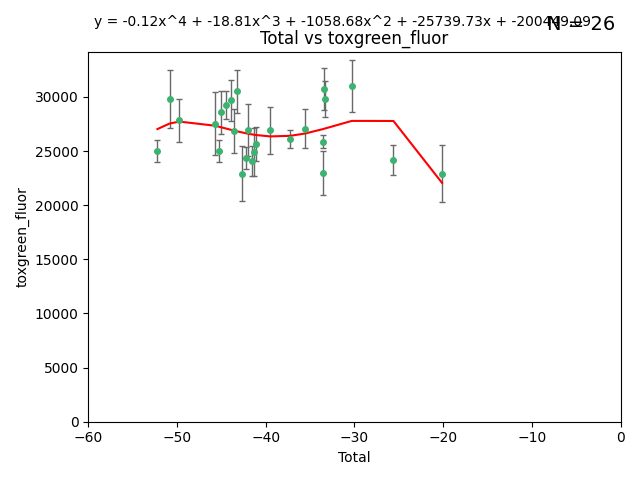 y = -0.12x^4 + -18.81x^3 + -1058.68x^2 + -25739.73x + -200449.09
N = 26
Total vs toxgreen_fluor
toxgreen_fluor
30000
25000
20000
15000
10000
5000
0
−60
−50
−40
−30
−20
−10
0
Total